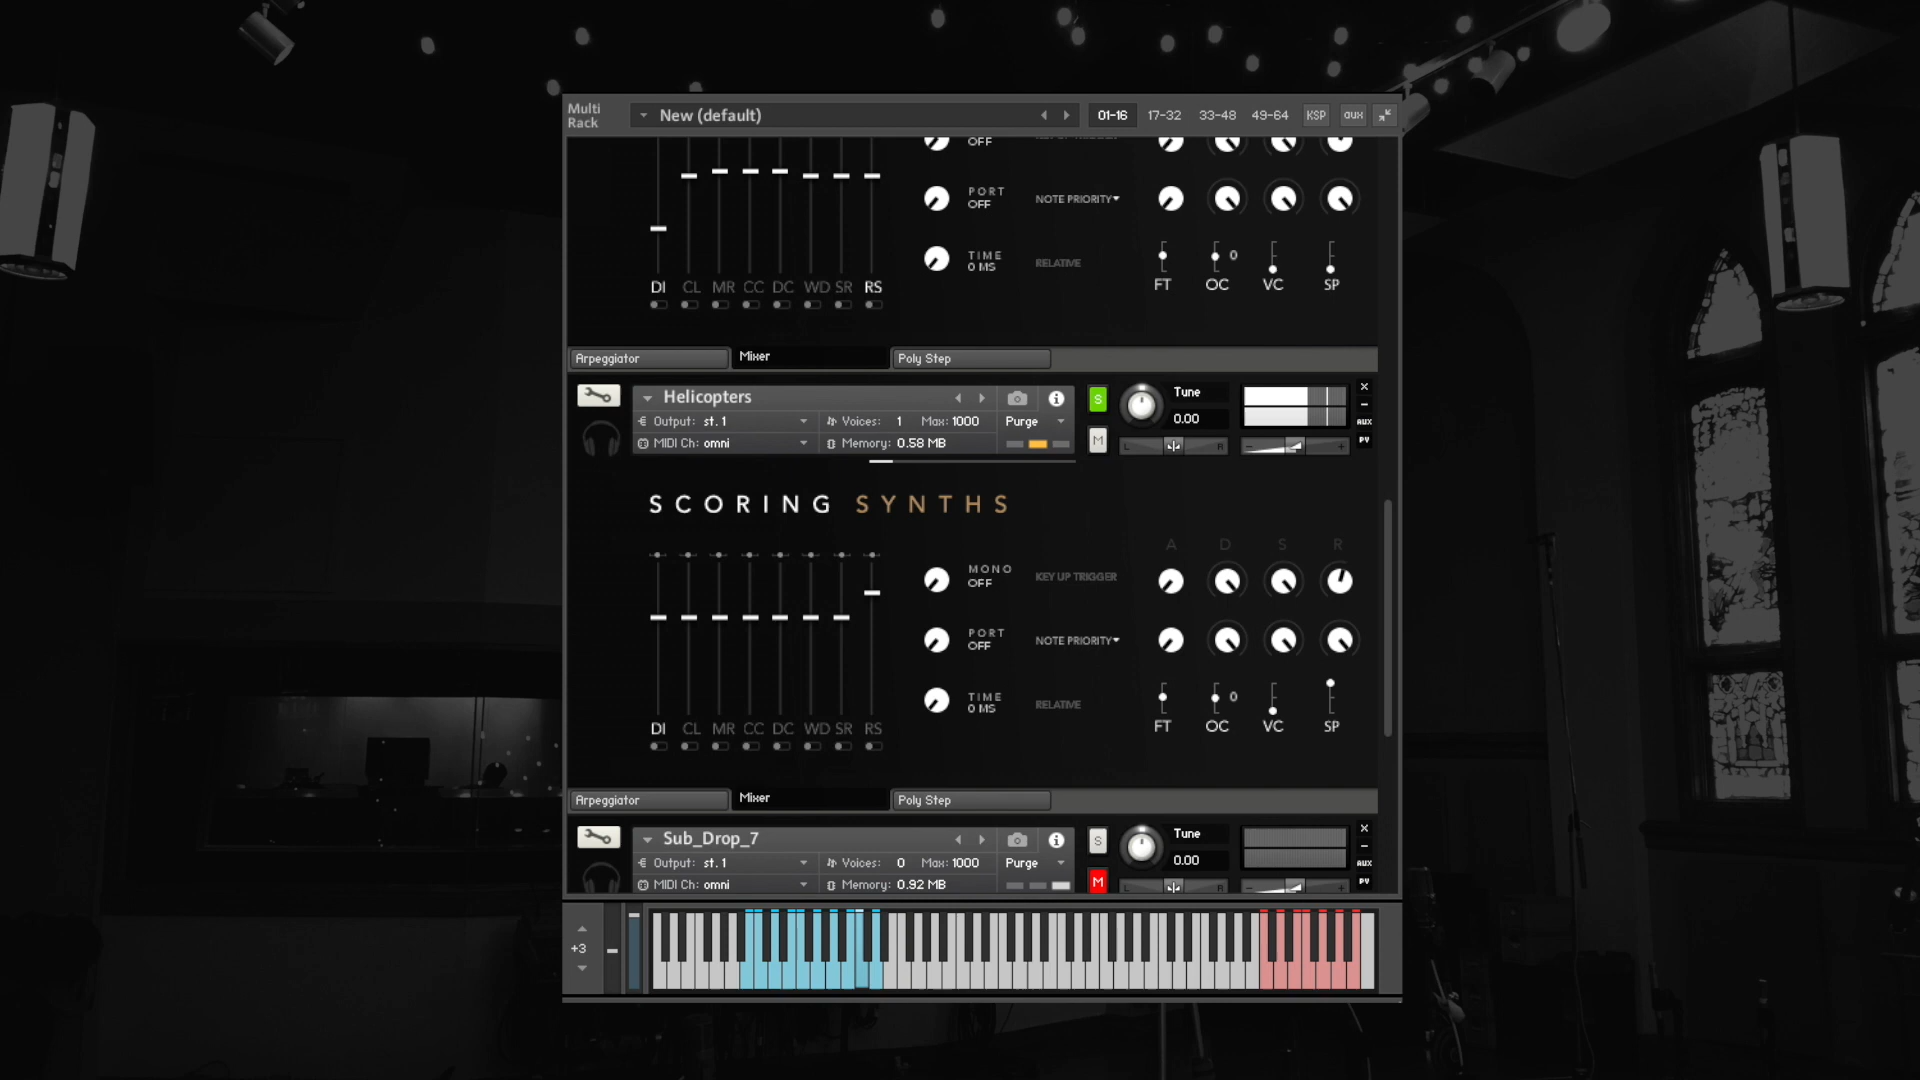 Multi Rack
New (default)
01-16 17-32 33-48 49-64 KSP aux
OFF
PORT
OFF
NOTE PRIORITY
TIME
0 MS
RELATIVE
FT OC 0 VC SP
DI CL MR CC DC WD SR RS
Arpeggiator Mixer Poly Step
Helicopters
Output: st.1 Voices: 1 Max: 1000 Purge
MIDI Ch: omni Memory: 0.58 MB
S
M
Tune
0.00
L R
- +
x
-
AUX
PV
SCORING SYNTHS
A D S R
MONO
OFF
KEY UP TRIGGER
PORT
OFF
NOTE PRIORITY
TIME
0 MS
RELATIVE
FT OC 0 VC SP
DI CL MR CC DC WD SR RS
Arpeggiator Mixer Poly Step
Sub_Drop_7
Output: st.1 Voices: 0 Max: 1000 Purge
MIDI Ch: omni Memory: 0.92 MB
S
M
Tune
0.00
L R
- +
x
-
AUX
PV
+3